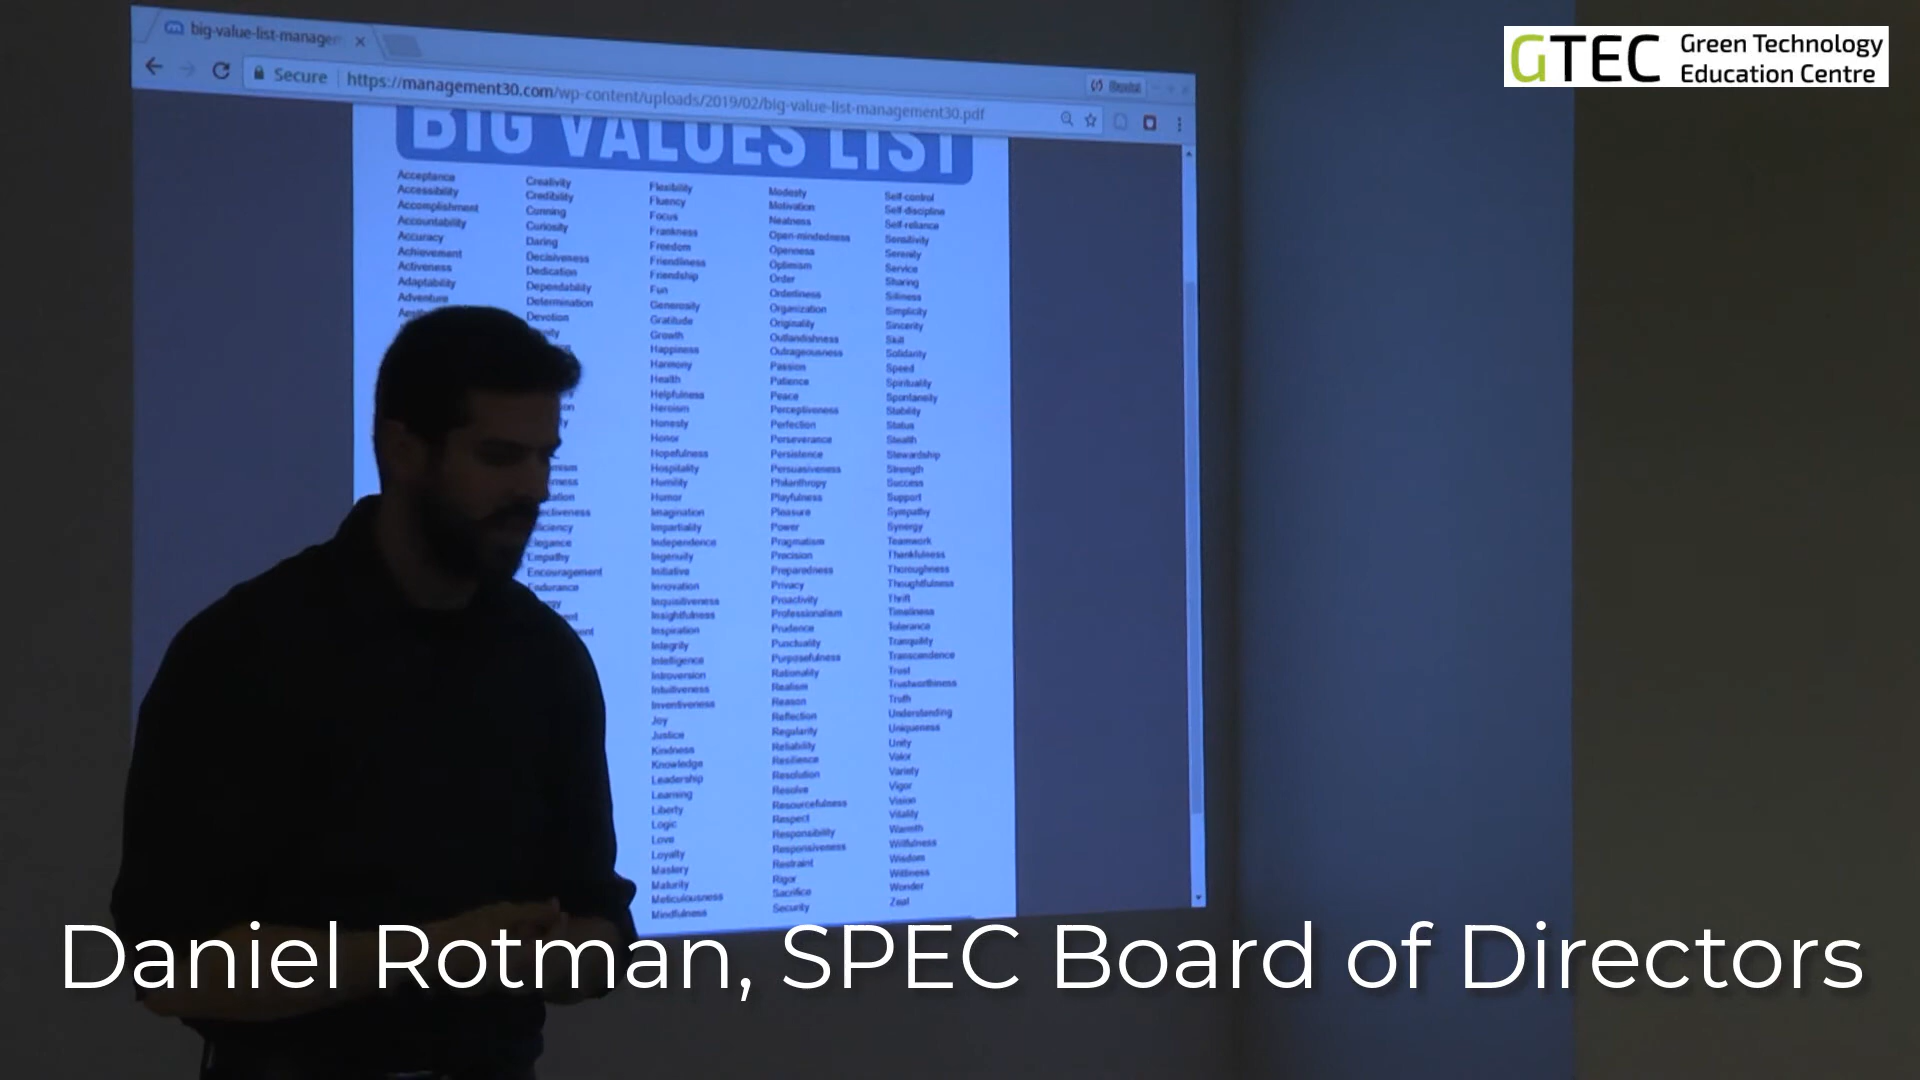 big-value-list-manage
GTEC Green Technology
Education Centre
Secure https://management30.com/wp-content/uploads/2019/02/big-value-list-management30.pdf
BIG VALUES LIST
Acceptance
Accessibility
Accomplishment
Accountability
Accuracy
Achievement
Activeness
Adaptability
Adventure
Creativity
Credibility
Cunning
Curiosity
Daring
Decisiveness
Dedication
Dependability
Determination
Devotion
Elegance
Empathy
Encouragement
Endurance
Flexibility
Fluency
Focus
Frankness
Freedom
Friendliness
Friendship
Fun
Generosity
Gratitude
Growth
Happiness
Harmony
Health
Helpfulness
Heroism
Honesty
Honor
Hopefulness
Hospitality
Humility
Humor
Imagination
Impartiality
Independence
Ingenuity
Initiative
Innovation
Inquisitiveness
Insightfulness
Inspiration
Integrity
Intelligence
Introversion
Intuitiveness
Inventiveness
Joy
Justice
Kindness
Knowledge
Leadership
Learning
Liberty
Logic
Love
Loyalty
Mastery
Maturity
Meticulousness
Mindfulness
Modesty
Motivation
Neatness
Open-mindedness
Openness
Optimism
Order
Orderliness
Organization
Originality
Outlandishness
Outrageousness
Passion
Patience
Peace
Perceptiveness
Perfection
Perseverance
Persistence
Persuasiveness
Philanthropy
Playfulness
Pleasure
Power
Pragmatism
Precision
Preparedness
Privacy
Proactivity
Professionalism
Prudence
Punctuality
Purposefulness
Rationality
Realism
Reason
Reflection
Regularity
Reliability
Resilience
Resolution
Resolve
Resourcefulness
Respect
Responsibility
Responsiveness
Restraint
Rigor
Sacrifice
Security
Self-control
Self-discipline
Self-reliance
Sensitivity
Serenity
Service
Sharing
Silliness
Simplicity
Sincerity
Skill
Solidarity
Speed
Spirituality
Spontaneity
Stability
Status
Stealth
Stewardship
Strength
Success
Support
Sympathy
Synergy
Teamwork
Thankfulness
Thoroughness
Thoughtfulness
Thrift
Timeliness
Tolerance
Tranquility
Transcendence
Trust
Trustworthiness
Truth
Understanding
Uniqueness
Unity
Valor
Variety
Vigor
Vision
Vitality
Warmth
Willfulness
Wisdom
Wittiness
Wonder
Zeal
Daniel Rotman, SPEC Board of Directors